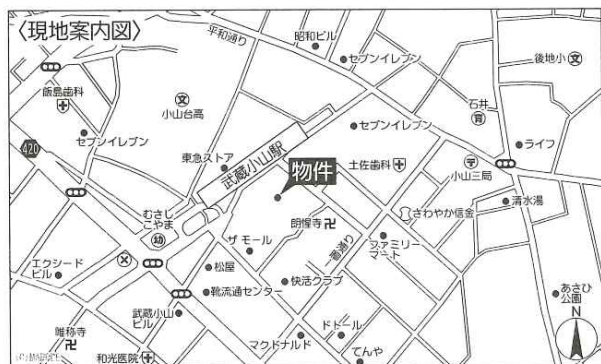 〈現地案内図〉
平和通り
昭和ビル
セブンイレブン
後地小
文
飯島歯科
文
小山台高
石井
育
セブンイレブン
セブンイレブン
ライフ
420
東急ストア
武蔵小山駅
物件
土佐歯科
小山三局
清水湯
さわやか信金
むさし
こやま
幼
朗惺寺
卍
ザ モール
ファミリー
マート
エクシード
ビル
松屋
靴流通センター
快活クラブ
あさひ
公園
武蔵小山
ビル
N
唯称寺
卍
和光医院
マクドナルド
ドトール
てんや